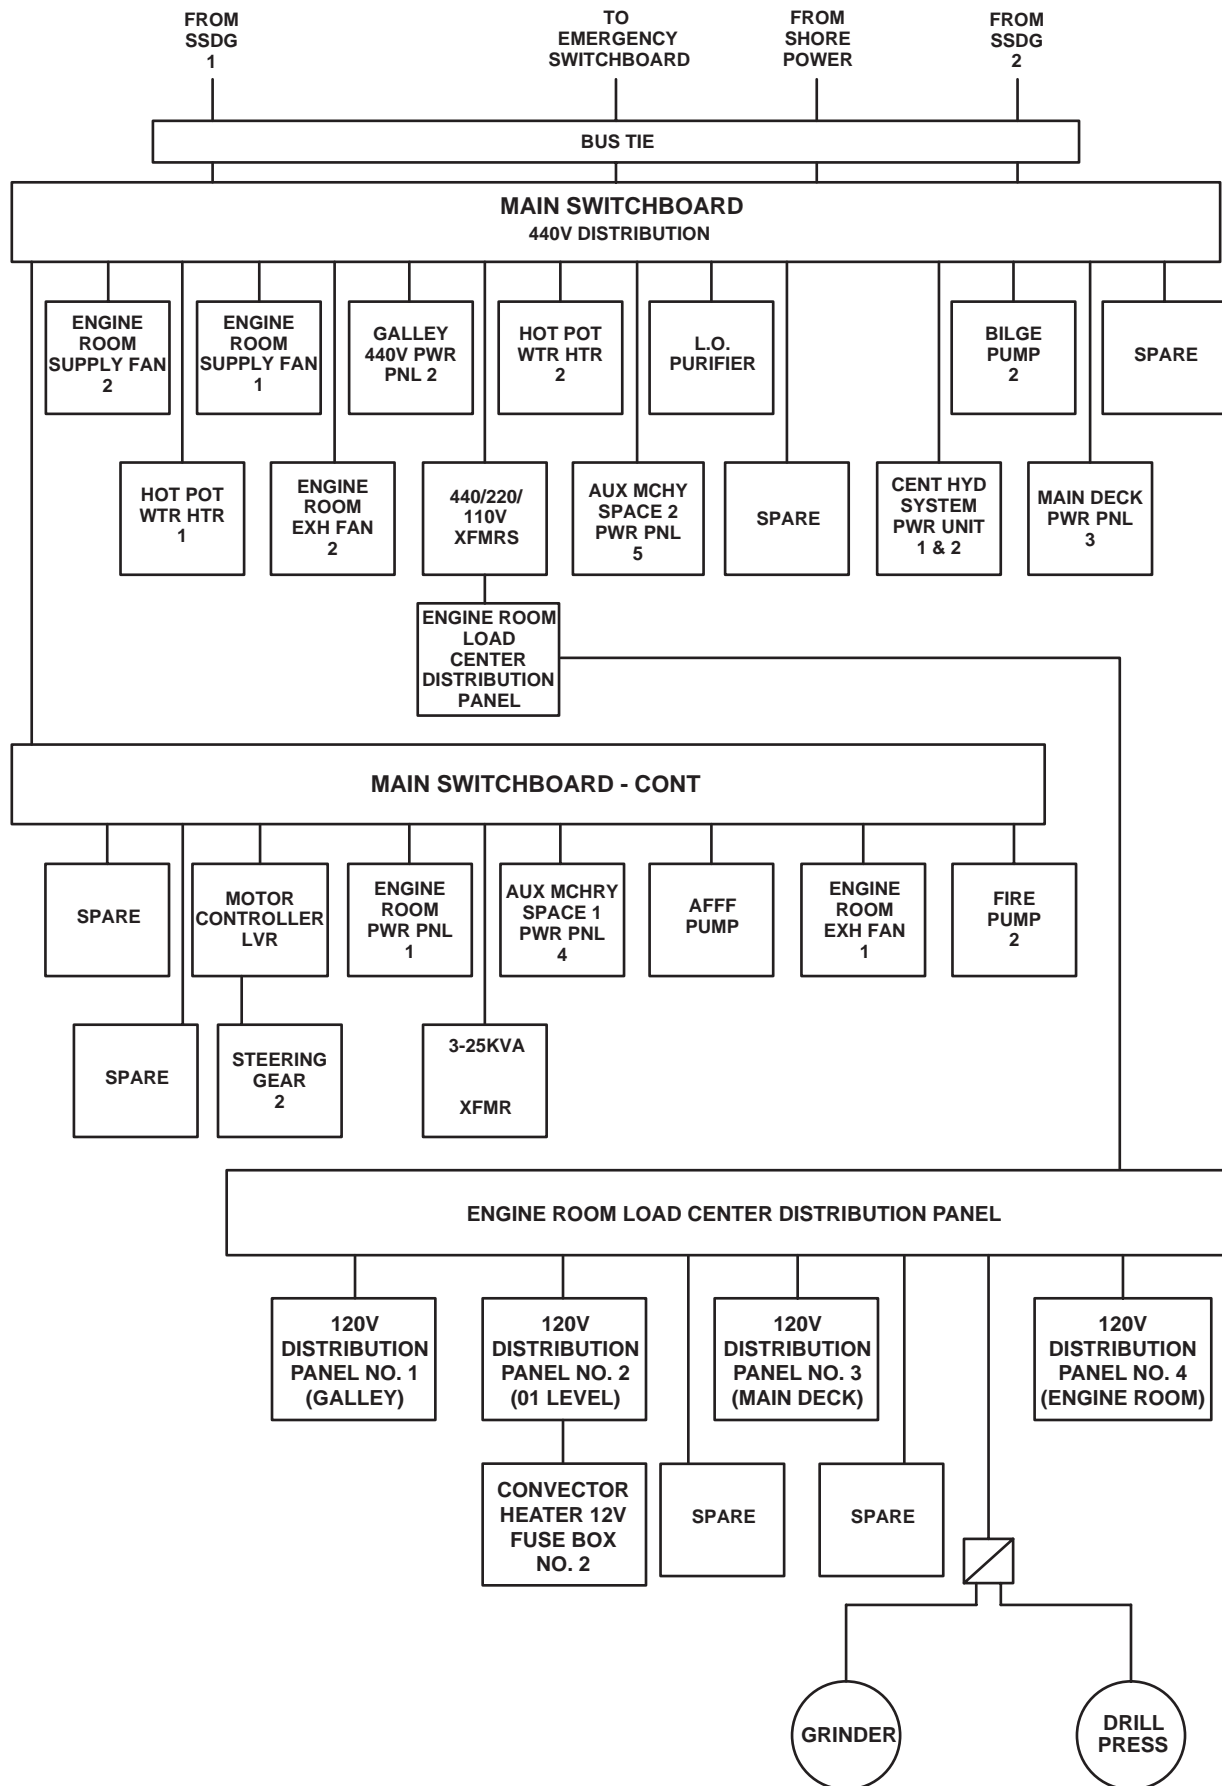 FROM
SSDG
1
TO
EMERGENCY
SWITCHBOARD
FROM
SHORE
POWER
FROM
SSDG
2
BUS TIE
MAIN SWITCHBOARD
440V DISTRIBUTION
ENGINE
ROOM
SUPPLY FAN
2
ENGINE
ROOM
SUPPLY FAN
1
GALLEY
440V PWR
PNL 2
HOT POT
WTR HTR
2
L.O.
PURIFIER
BILGE
PUMP
2
SPARE
HOT POT
WTR HTR
1
ENGINE
ROOM
EXH FAN
2
440/220/
110V
XFMRS
AUX MCHY
SPACE 2
PWR PNL
5
SPARE
CENT HYD
SYSTEM
PWR UNIT
1 & 2
MAIN DECK
PWR PNL
3
ENGINE ROOM
LOAD
CENTER
DISTRIBUTION
PANEL
MAIN SWITCHBOARD - CONT
SPARE
MOTOR
CONTROLLER
LVR
ENGINE
ROOM
PWR PNL
1
AUX MCHRY
SPACE 1
PWR PNL
4
AFFF
PUMP
ENGINE
ROOM
EXH FAN
1
FIRE
PUMP
2
SPARE
STEERING
GEAR
2
3-25KVA
XFMR
ENGINE ROOM LOAD CENTER DISTRIBUTION PANEL
120V
DISTRIBUTION
PANEL NO. 1
(GALLEY)
120V
DISTRIBUTION
PANEL NO. 2
(01 LEVEL)
120V
DISTRIBUTION
PANEL NO. 3
(MAIN DECK)
120V
DISTRIBUTION
PANEL NO. 4
(ENGINE ROOM)
CONVECTOR
HEATER 12V
FUSE BOX
NO. 2
SPARE
SPARE
GRINDER
DRILL
PRESS